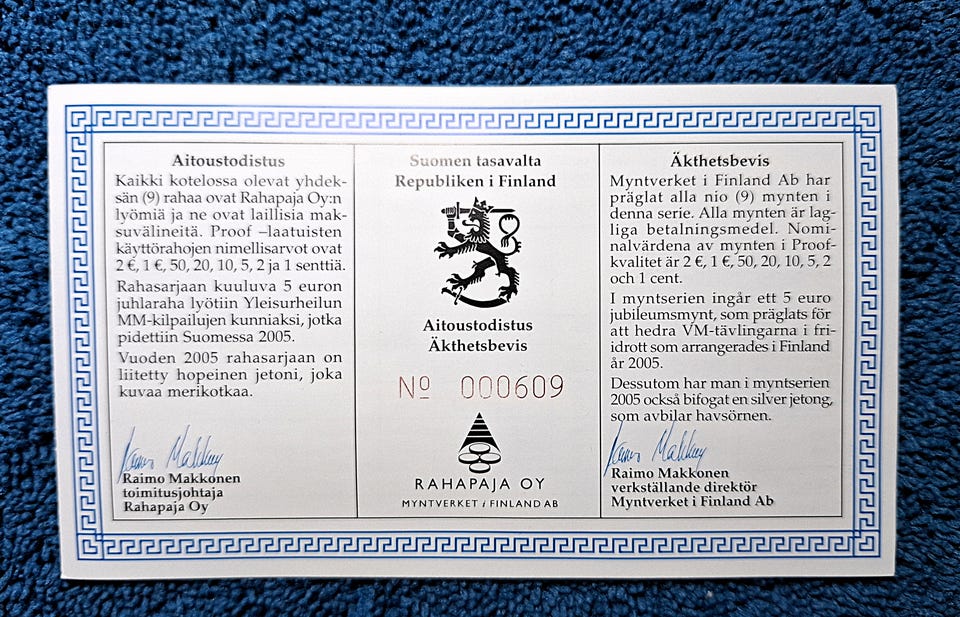 Aitoustodistus
Kaikki kotelossa olevat yhdek-
sän (9) rahaa ovat Rahapaja Oy:n
lyömiä ja ne ovat laillisia mak-
suvälineitä. Proof –laatuisten
käyttörahojen nimellisarvot ovat
2 €, 1 €, 50, 20, 10, 5, 2 ja 1 senttiä.
Rahasarjaan kuuluva 5 euron
juhlaraha lyötiin Yleisurheilun
MM-kilpailujen kunniaksi, jotka
pidettiin Suomessa 2005.
Vuoden 2005 rahasarjaan on
liitetty hopeinen jetoni, joka
kuvaa merikotkaa.
Raimo Makkonen
Raimo Makkonen
toimitusjohtaja
Rahapaja Oy
Suomen tasavalta
Republiken i Finland
Aitoustodistus
Äkthetsbevis
Nº 000609
RAHAPAJA OY
MYNTVERKET i FINLAND AB
Äkthetsbevis
Myntverket i Finland Ab har
präglat alla nio (9) mynten i
denna serie. Alla mynten är lag-
liga betalningsmedel. Nomi-
nalvärdena av mynten i Proof-
kvalitet är 2 €, 1 €, 50, 20, 10, 5, 2
och 1 cent.
I myntserien ingår ett 5 euro
jubileumsmynt, som präglats för
att hedra VM-tävlingarna i fri-
idrott som arrangerades i Finland
år 2005.
Dessutom har man i myntserien
2005 också bifogat en silver jetong,
som avbilar havsörnen.
Raimo Makkonen
Raimo Makkonen
verkställande direktör
Myntverket i Finland Ab